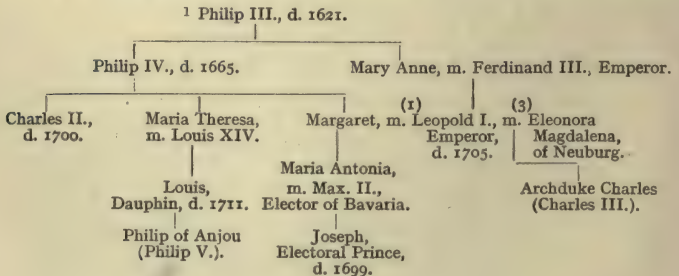 1 Philip III., d. 1621.
Philip IV., d. 1665. Mary Anne, m. Ferdinand III., Emperor.
(1) (3)
Charles II., Maria Theresa, Margaret, m. Leopold I., m. Eleonora
d. 1700. m. Louis XIV. Emperor, Magdalena,
d. 1705. of Neuburg.
Maria Antonia,
Louis, m. Max. II., Archduke Charles
Dauphin, d. 1711. Elector of Bavaria. (Charles III.).
Philip of Anjou Joseph,
(Philip V.). Electoral Prince,
d. 1699.